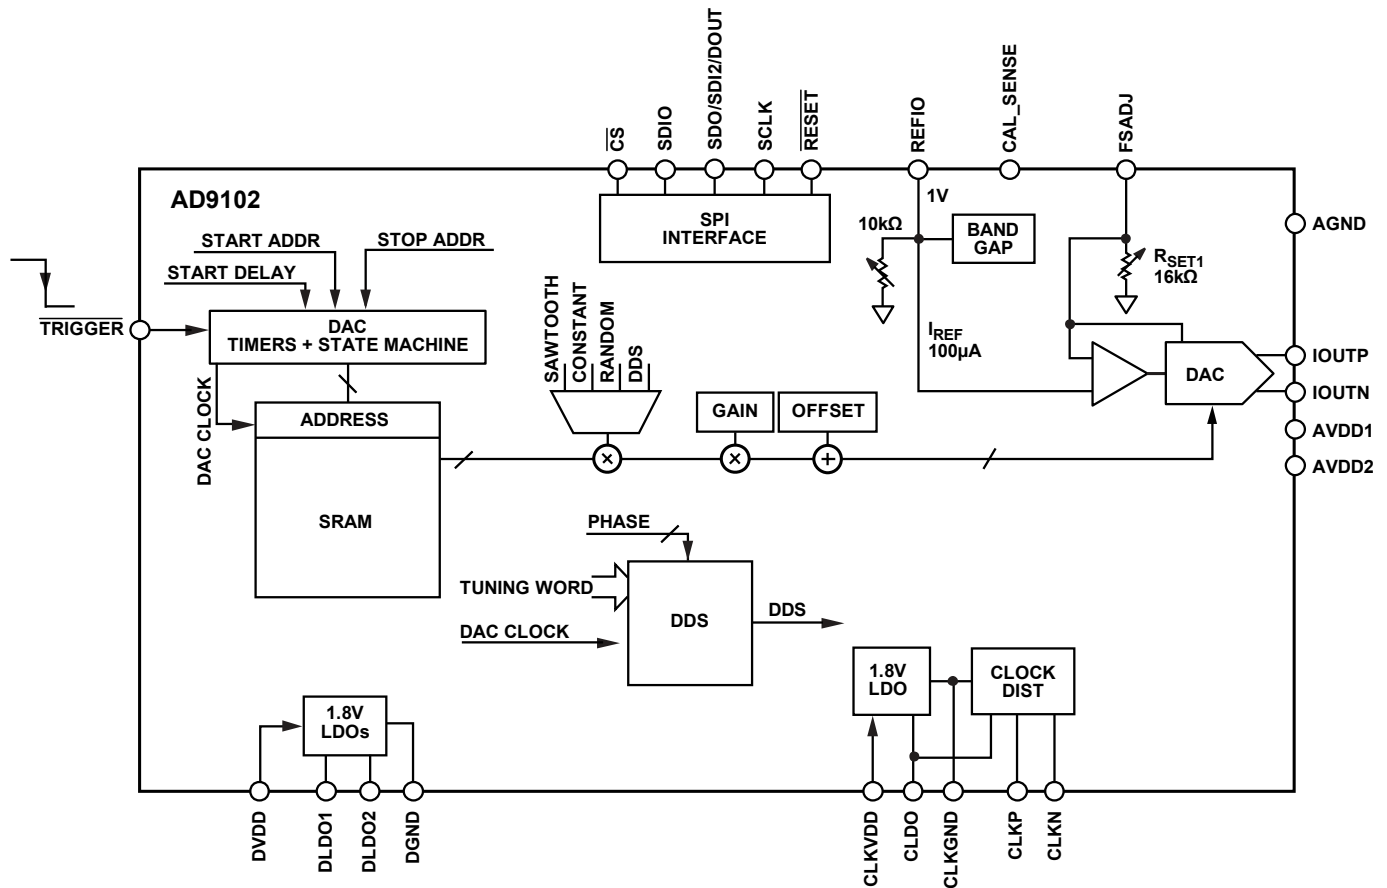 CS
SDIO
SDO/SDI2/DOUT
SCLK
RESET
REFIO
CAL_SENSE
FSADJ
AD9102
SPI
INTERFACE
1V
10kΩ
BAND
GAP
RSET1
16kΩ
AGND
START ADDR
STOP ADDR
START DELAY
TRIGGER
DAC
TIMERS + STATE MACHINE
DAC CLOCK
ADDRESS
SRAM
SAWTOOTH
CONSTANT
RANDOM
DDS
GAIN
OFFSET
×
×
+
IREF
100µA
DAC
IOUTP
IOUTN
AVDD1
AVDD2
PHASE
TUNING WORD
DAC CLOCK
DDS
DDS
1.8V
LDOs
1.8V
LDO
CLOCK
DIST
DVDD
DLDO1
DLDO2
DGND
CLKVDD
CLDO
CLKGND
CLKP
CLKN